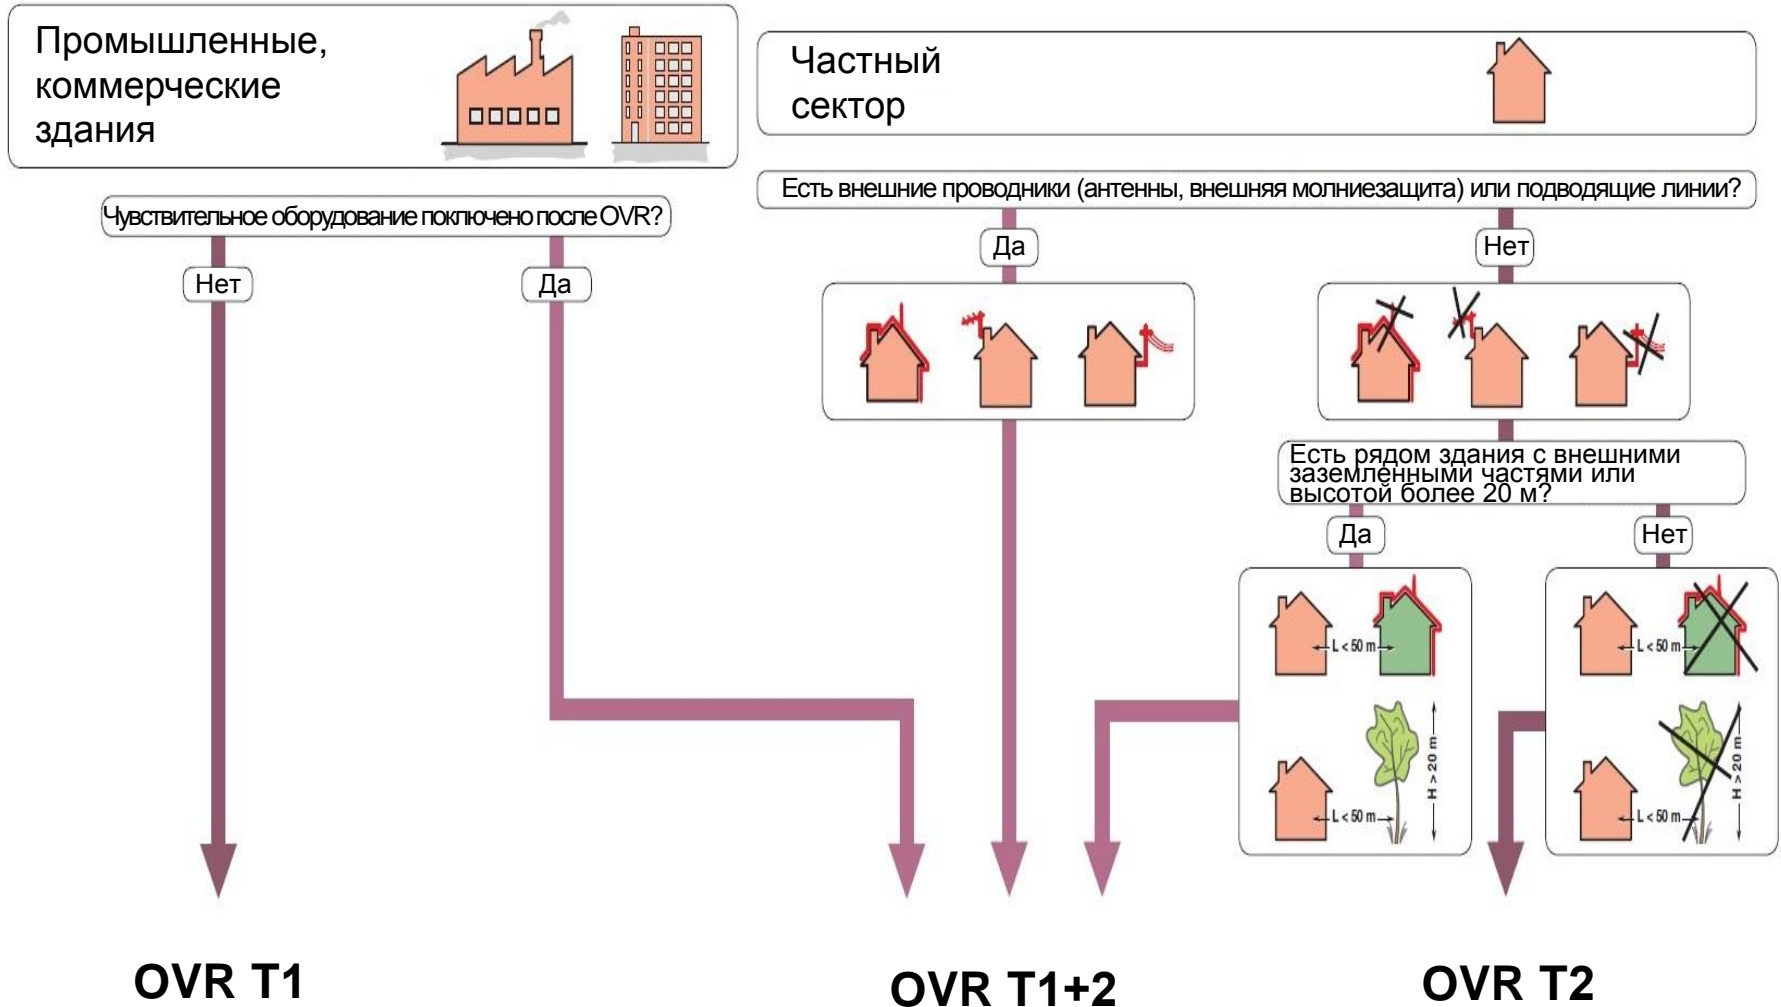 Промышленные,
коммерческие
здания
Частный
сектор
Есть внешние проводники (антенны, внешняя молниезащита) или подводящие линии?
Чувствительное оборудование поключено после OVR?
Да
Нет
Нет
Да
Есть рядом здания с внешними
заземленными частями или
высотой более 20 м?
Да
Нет
L < 50 m
L < 50 m
H > 20 m
H > 20 m
L < 50 m
L < 50 m
OVR T1
OVR T1+2
OVR T2